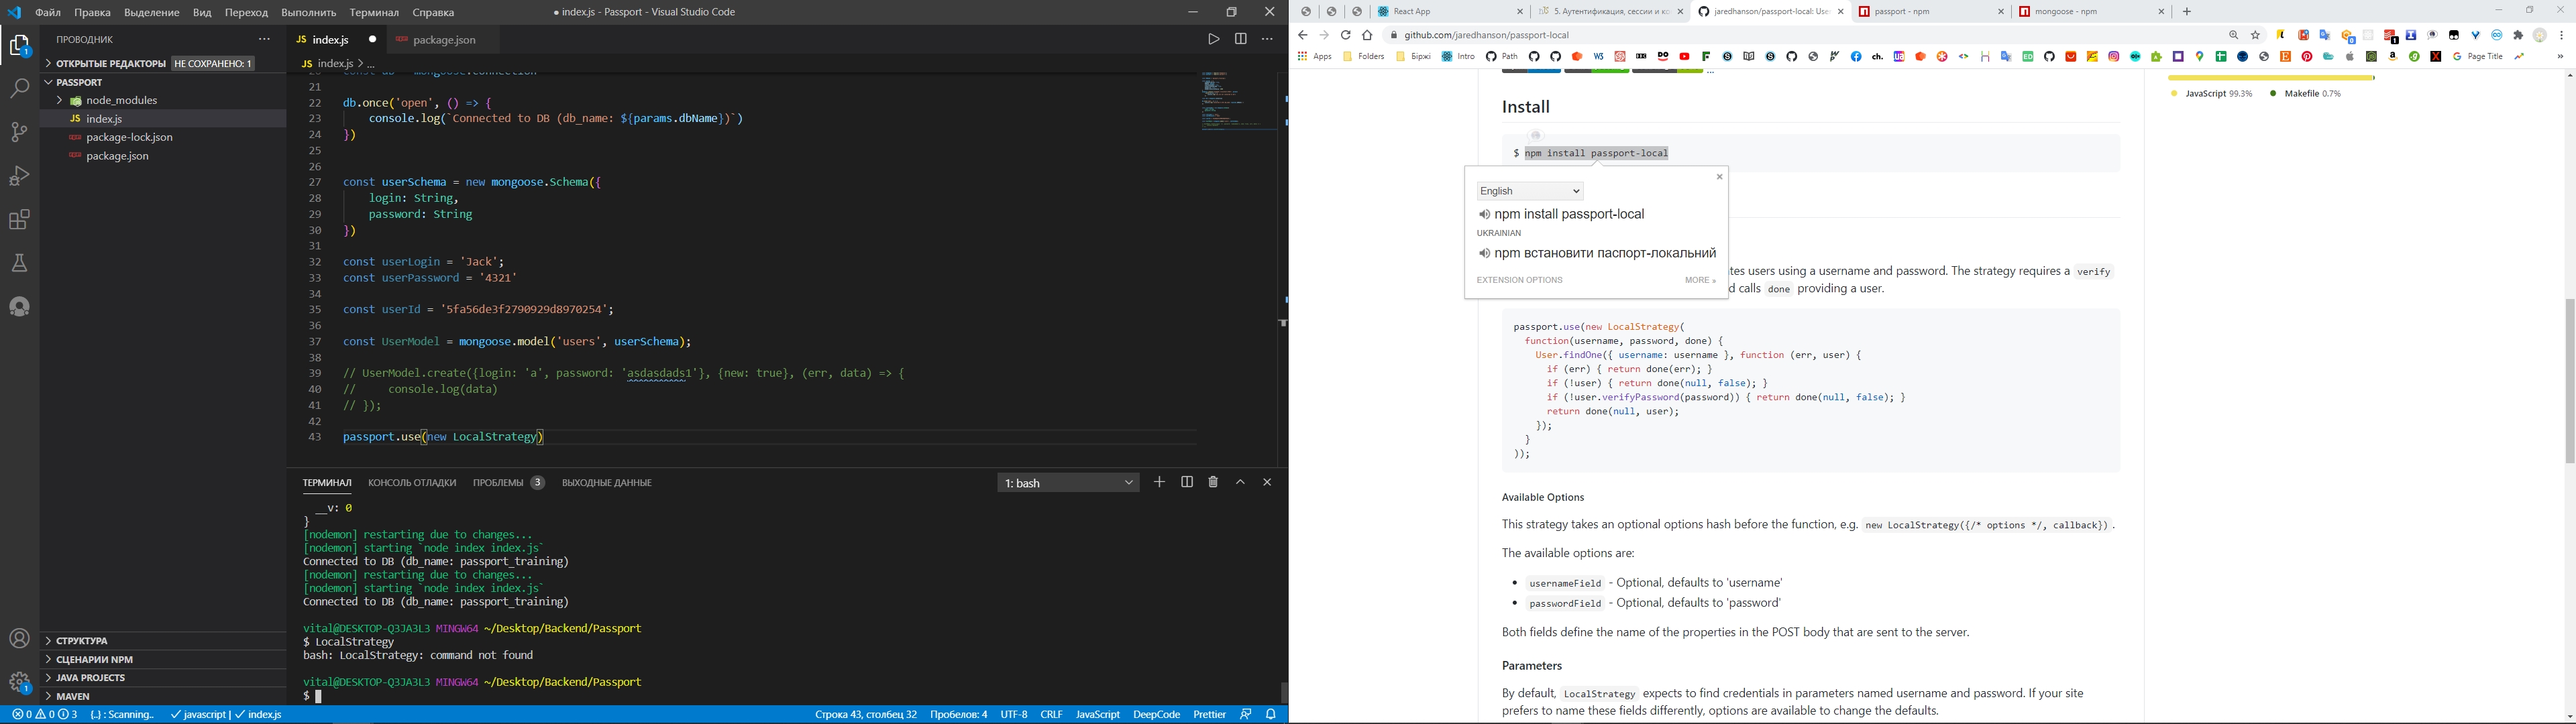 Файл Правка Выделение Вид Переход Выполнить Терминал Справка
● index.js - Passport - Visual Studio Code
ПРОВОДНИК
ОТКРЫТЫЕ РЕДАКТОРЫ НЕ СОХРАНЕНО: 1
PASSPORT
node_modules
JS index.js
package-lock.json
package.json
СТРУКТУРА
СЦЕНАРИИ NPM
JAVA PROJECTS
MAVEN
JS index.js
package.json
JS index.js > ...
21
22 db.once('open', () => {
23 console.log(`Connected to DB (db_name: ${params.dbName})`)
24 })
25
26
27 const userSchema = new mongoose.Schema({
28 login: String,
29 password: String
30 })
31
32 const userLogin = 'Jack';
33 const userPassword = '4321'
34
35 const userId = '5fa56de3f2790929d8970254';
36
37 const UserModel = mongoose.model('users', userSchema);
38
39 // UserModel.create({login: 'a', password: 'asdasdads1'}, {new: true}, (err, data) => {
40 // console.log(data)
41 // });
42
43 passport.use(new LocalStrategy)
ТЕРМИНАЛ КОНСОЛЬ ОТЛАДКИ ПРОБЛЕМЫ 3 ВЫХОДНЫЕ ДАННЫЕ 1: bash
__v: 0
}
[nodemon] restarting due to changes...
[nodemon] starting `node index index.js`
Connected to DB (db_name: passport_training)
[nodemon] restarting due to changes...
[nodemon] starting `node index index.js`
Connected to DB (db_name: passport_training)
vital@DESKTOP-Q3JA3L3 MINGW64 ~/Desktop/Backend/Passport
$ LocalStrategy
bash: LocalStrategy: command not found
vital@DESKTOP-Q3JA3L3 MINGW64 ~/Desktop/Backend/Passport
$
0 0 3 {..} : Scanning.. javascript | index.js Строка 43, столбец 32 Пробелов: 4 UTF-8 CRLF JavaScript DeepCode Prettier
React App 5. Аутентификация, сессии и jaredhanson/passport-local: Use passport - npm mongoose - npm
github.com/jaredhanson/passport-local
Apps Folders Біржі Intro Path Page Title
JavaScript 99.3% Makefile 0.7%
Install
$ npm install passport-local
English
npm install passport-local
UKRAINIAN
npm встановити паспорт-локальний
EXTENSION OPTIONS MORE »
tes users using a username and password. The strategy requires a verify
d calls done providing a user.
passport.use(new LocalStrategy(
function(username, password, done) {
User.findOne({ username: username }, function (err, user) {
if (err) { return done(err); }
if (!user) { return done(null, false); }
if (!user.verifyPassword(password)) { return done(null, false); }
return done(null, user);
});
}
));
Available Options
This strategy takes an optional options hash before the function, e.g. new LocalStrategy({/* options */, callback}) .
The available options are:
• usernameField - Optional, defaults to 'username'
• passwordField - Optional, defaults to 'password'
Both fields define the name of the properties in the POST body that are sent to the server.
Parameters
By default, LocalStrategy expects to find credentials in parameters named username and password. If your site
prefers to name these fields differently, options are available to change the defaults.